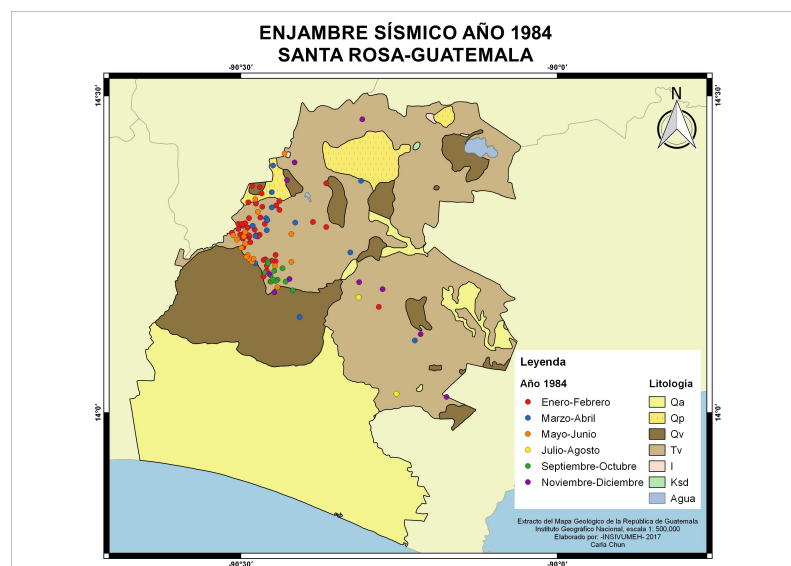 ENJAMBRE SÍSMICO AÑO 1984
SANTA ROSA-GUATEMALA
-90°30'
-90°0'
14°30'
14°30'
N
14°0'
14°0'
Leyenda
Año 1984
Enero-Febrero
Marzo-Abril
Mayo-Junio
Julio-Agosto
Septiembre-Octubre
Noviembre-Diciembre
Litología
Qa
Qp
Qv
Tv
I
Ksd
Agua
Extracto del Mapa Geológico de la República de Guatemala
Instituto Geográfico Nacional, escala 1: 500,000
Elaborado por: -INSIVUMEH- 2017
Carla Chun
-90°30'
-90°0'